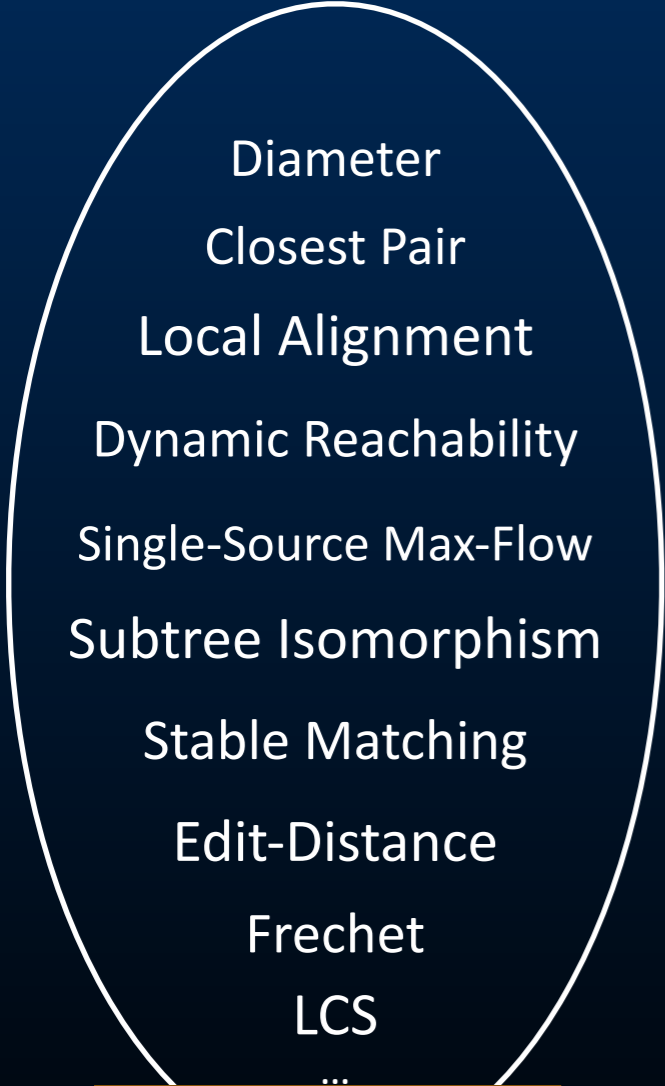 Diameter
Closest Pair
Local Alignment
Dynamic Reachability
Single-Source Max-Flow
Subtree Isomorphism
Stable Matching
Edit-Distance
Frechet
LCS
...